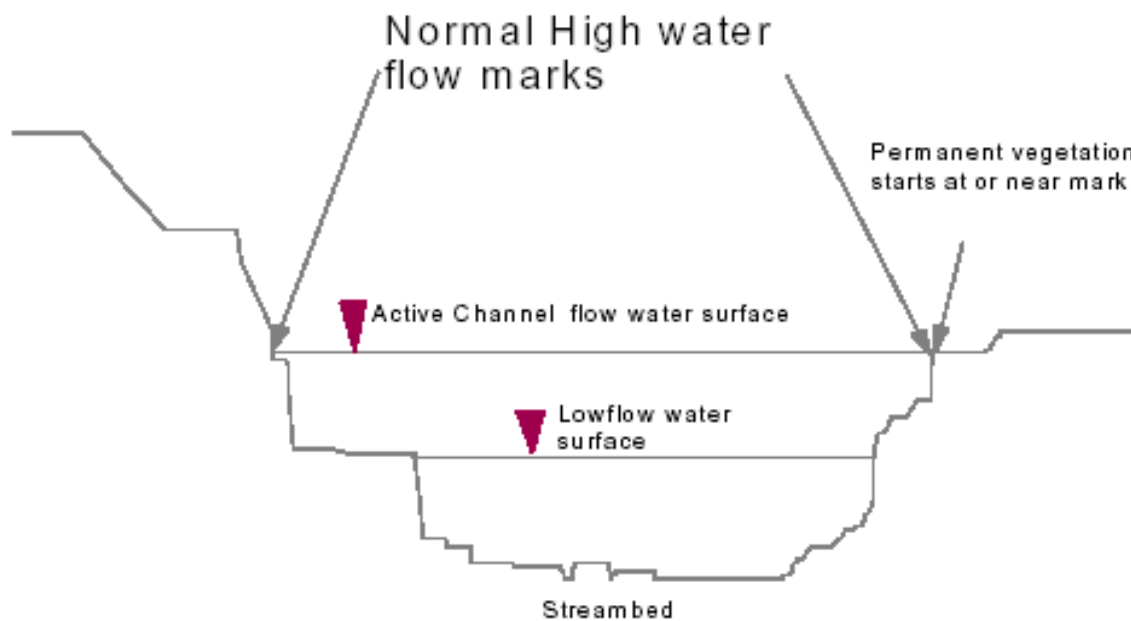 Normal High water
flow marks
Permanent vegetation
starts at or near mark
Active Channel flow water surface
Lowflow water
surface
Streambed